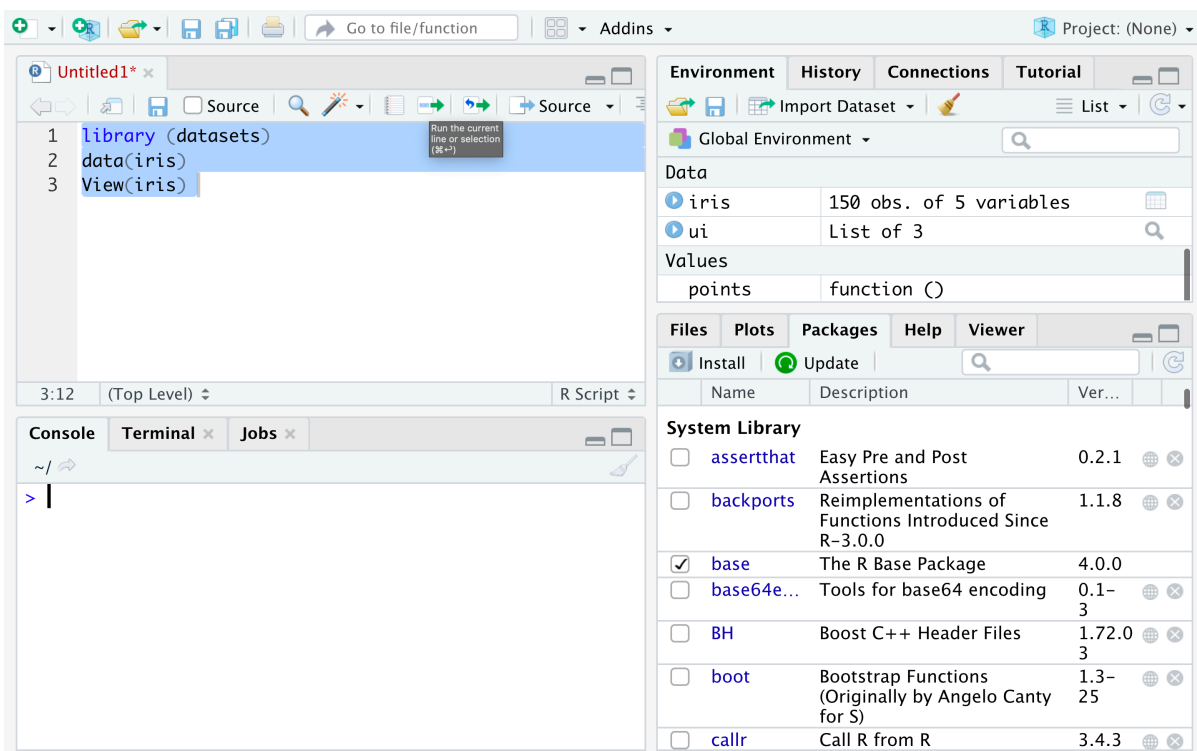 Go to file/function
Addins
Project: (None)
Untitled1*
Source
Source
1 library (datasets)
2 data(iris)
3 View(iris)
Run the current
line or selection
(⌘⏎)
3:12 (Top Level) R Script
Console Terminal Jobs
~/
>
Environment History Connections Tutorial
Import Dataset List
Global Environment
Data
iris 150 obs. of 5 variables
ui List of 3
Values
points function ()
Files Plots Packages Help Viewer
Install Update
Name Description Ver...
System Library
assertthat Easy Pre and Post 0.2.1
Assertions
backports Reimplementations of 1.1.8
Functions Introduced Since
R-3.0.0
base The R Base Package 4.0.0
base64e... Tools for base64 encoding 0.1-
3
BH Boost C++ Header Files 1.72.0
3
boot Bootstrap Functions 1.3-
(Originally by Angelo Canty 25
for S)
callr Call R from R 3.4.3